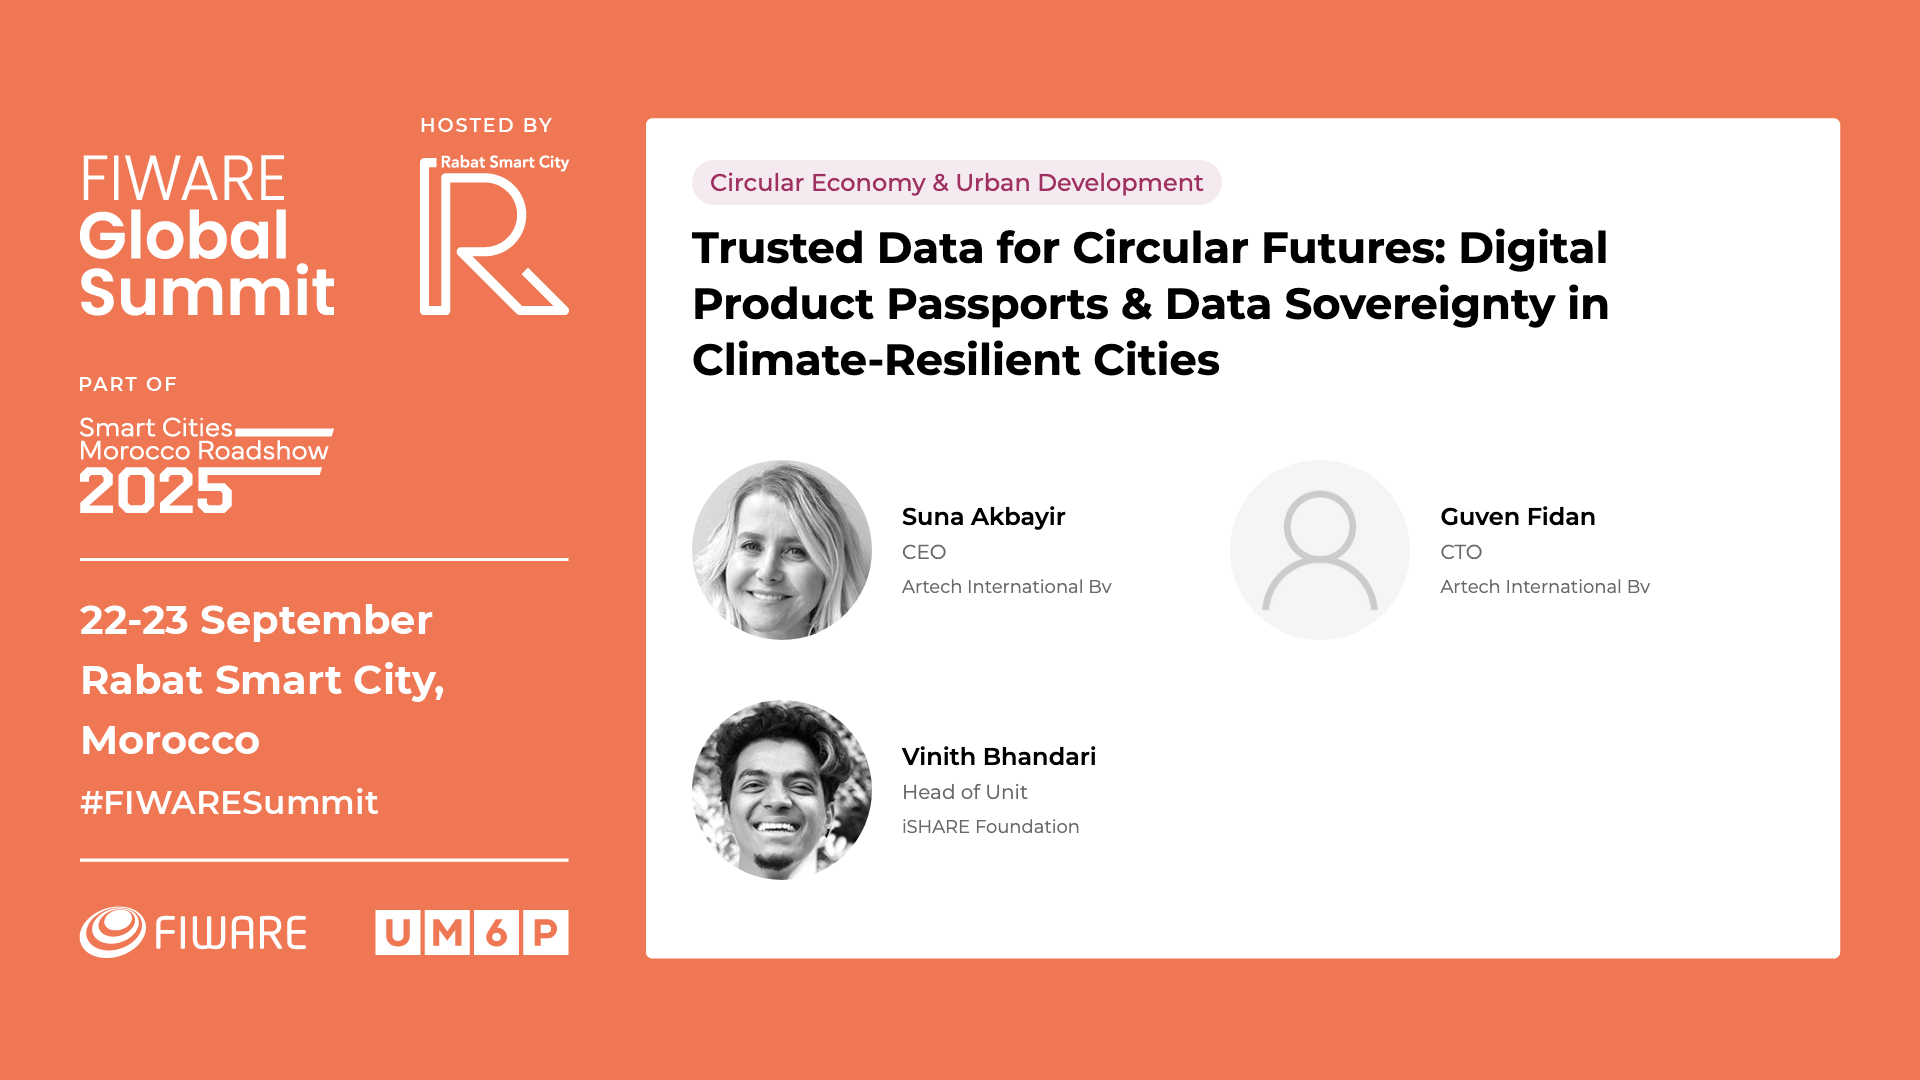 FIWARE
Global
Summit
HOSTED BY
Rabat Smart City
R
PART OF
Smart Cities
Morocco Roadshow
2025
22-23 September
Rabat Smart City,
Morocco
#FIWARESummit
FIWARE
UM6P
Circular Economy & Urban Development
Trusted Data for Circular Futures: Digital
Product Passports & Data Sovereignty in
Climate-Resilient Cities
Suna Akbayir
CEO
Artech International Bv
Guven Fidan
CTO
Artech International Bv
Vinith Bhandari
Head of Unit
iSHARE Foundation